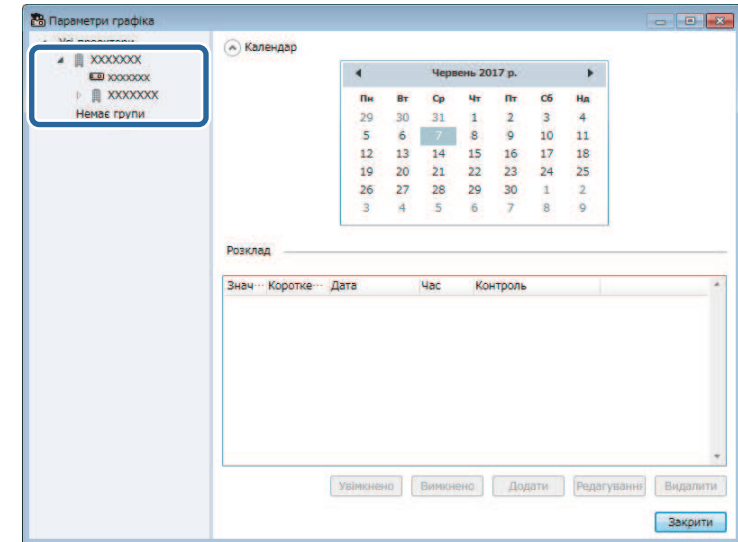 Параметри графіка
Усі проектори
XXXXXXX
XXXXXXX
XXXXXXX
Немає групи
Календар
Червень 2017 р.
Пн Вт Ср Чт Пт Сб Нд
29 30 31 1 2 3 4
5 6 7 8 9 10 11
12 13 14 15 16 17 18
19 20 21 22 23 24 25
26 27 28 29 30 1 2
3 4 5 6 7 8 9
Розклад
Знач··· Коротке··· Дата Час Контроль
Увімкнено Вимкнено Додати Редагування Видалити
Закрити